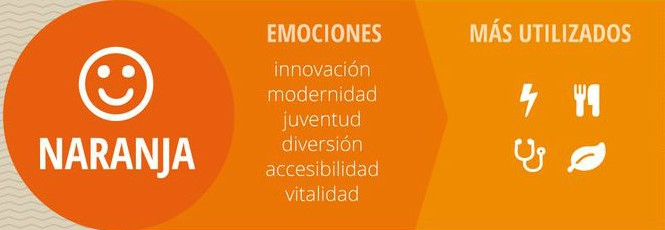 NARANJA
EMOCIONES
innovación
modernidad
juventud
diversión
accesibilidad
vitalidad
MÁS UTILIZADOS